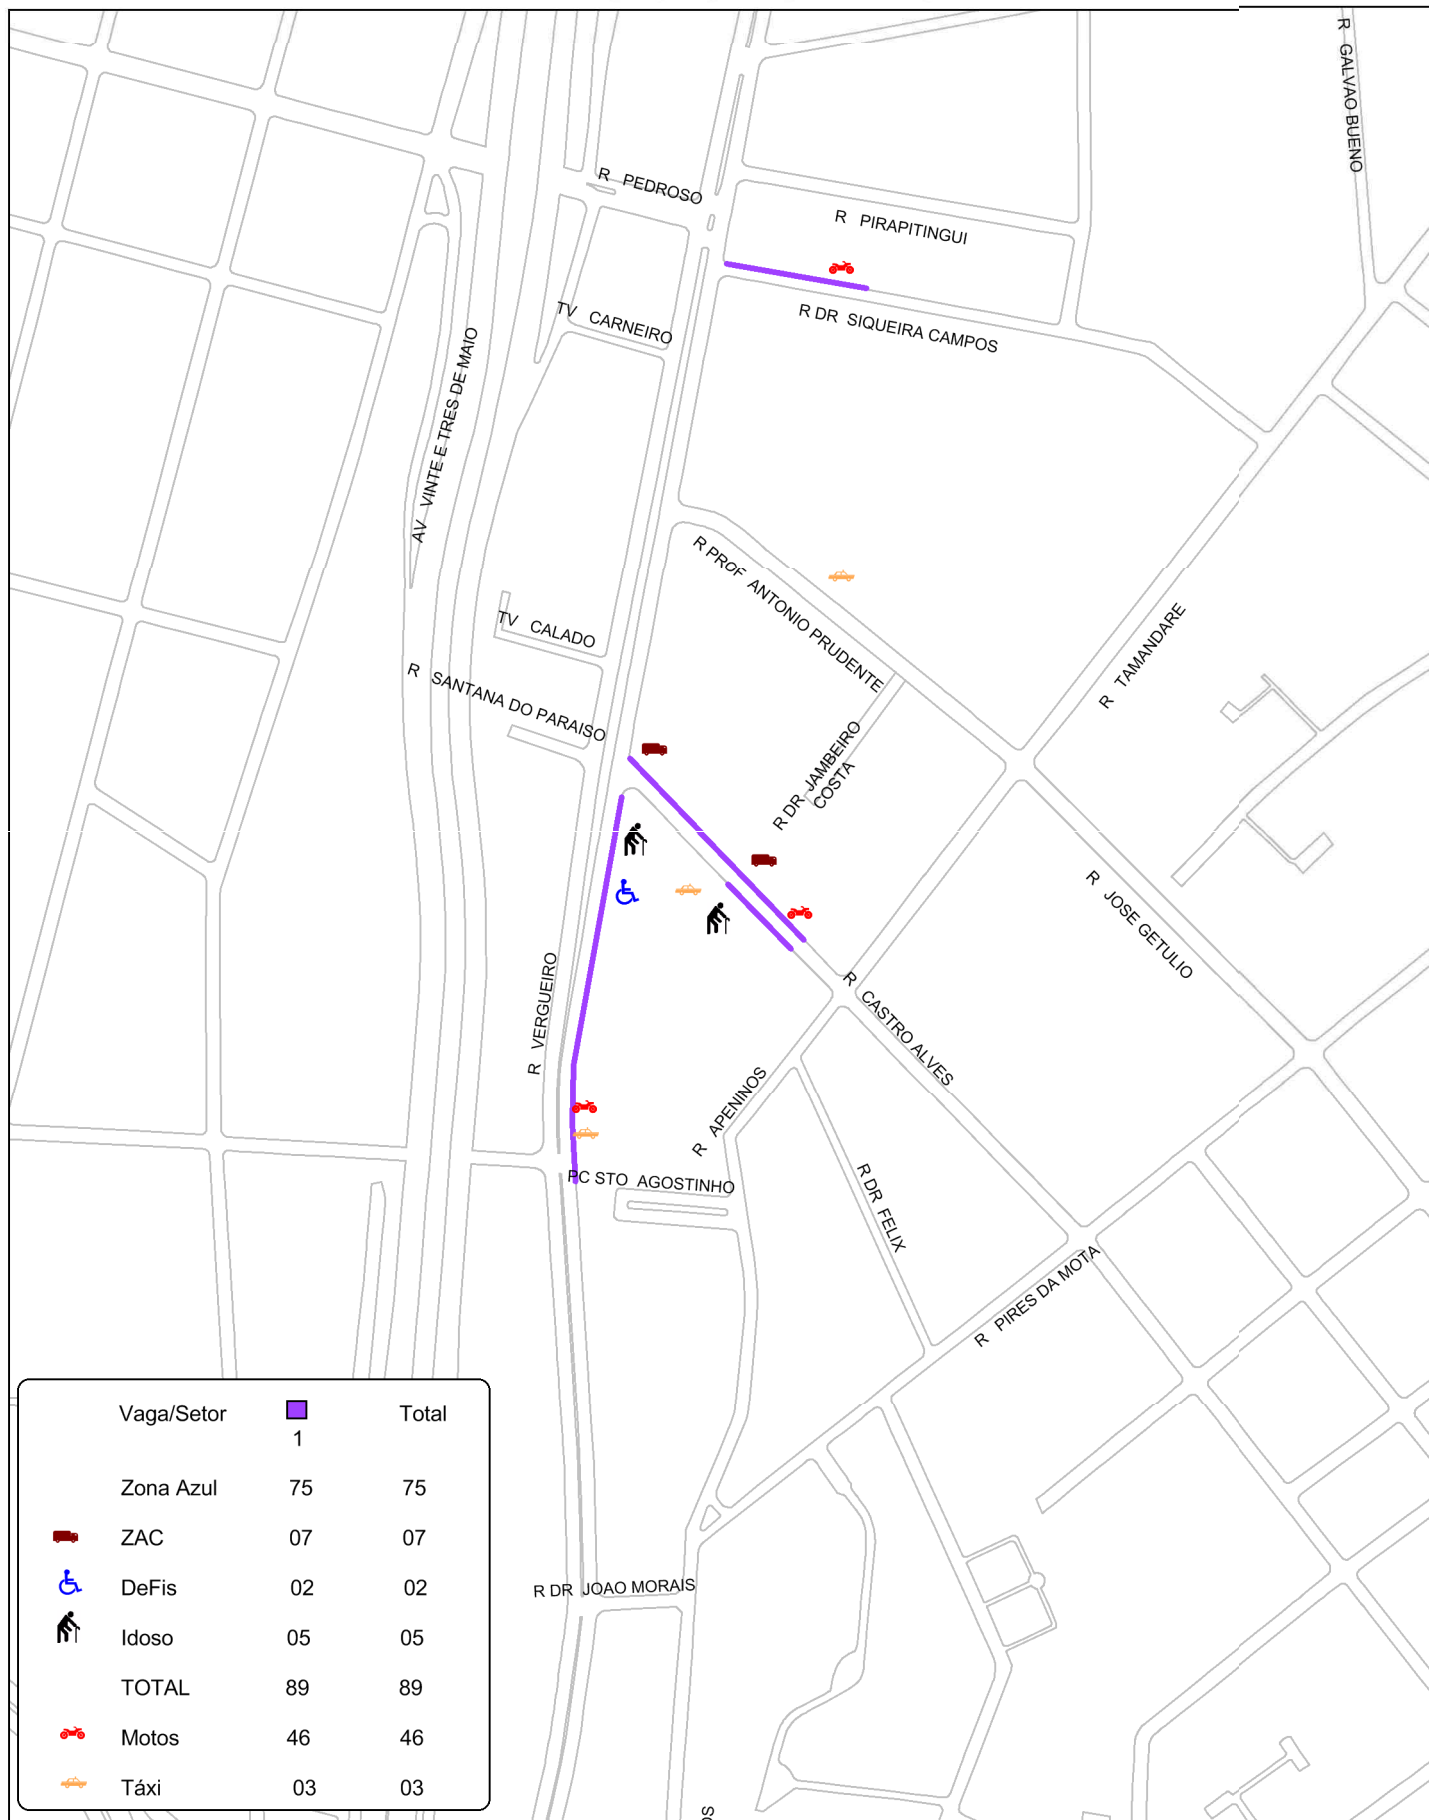 R GALVAO BUENO
R PEDROSO
R PIRAPITINGUI
TV CARNEIRO
R DR SIQUEIRA CAMPOS
AV VINTE E TRES DE MAIO
R PROF ANTONIO PRUDENTE
TV CALADO
R TAMANDARE
R SANTANA DO PARAISO
R DR JAMBEIRO
COSTA
R JOSE GETULIO
R VERGUEIRO
R CASTRO ALVES
R APENINOS
PC STO AGOSTINHO
R DR FELIX
R PIRES DA MOTA
R DR JOAO MORAIS
OS
Vaga/Setor Total
1
Zona Azul 75 75
ZAC 07 07
DeFis 02 02
Idoso 05 05
TOTAL 89 89
Motos 46 46
Táxi 03 03